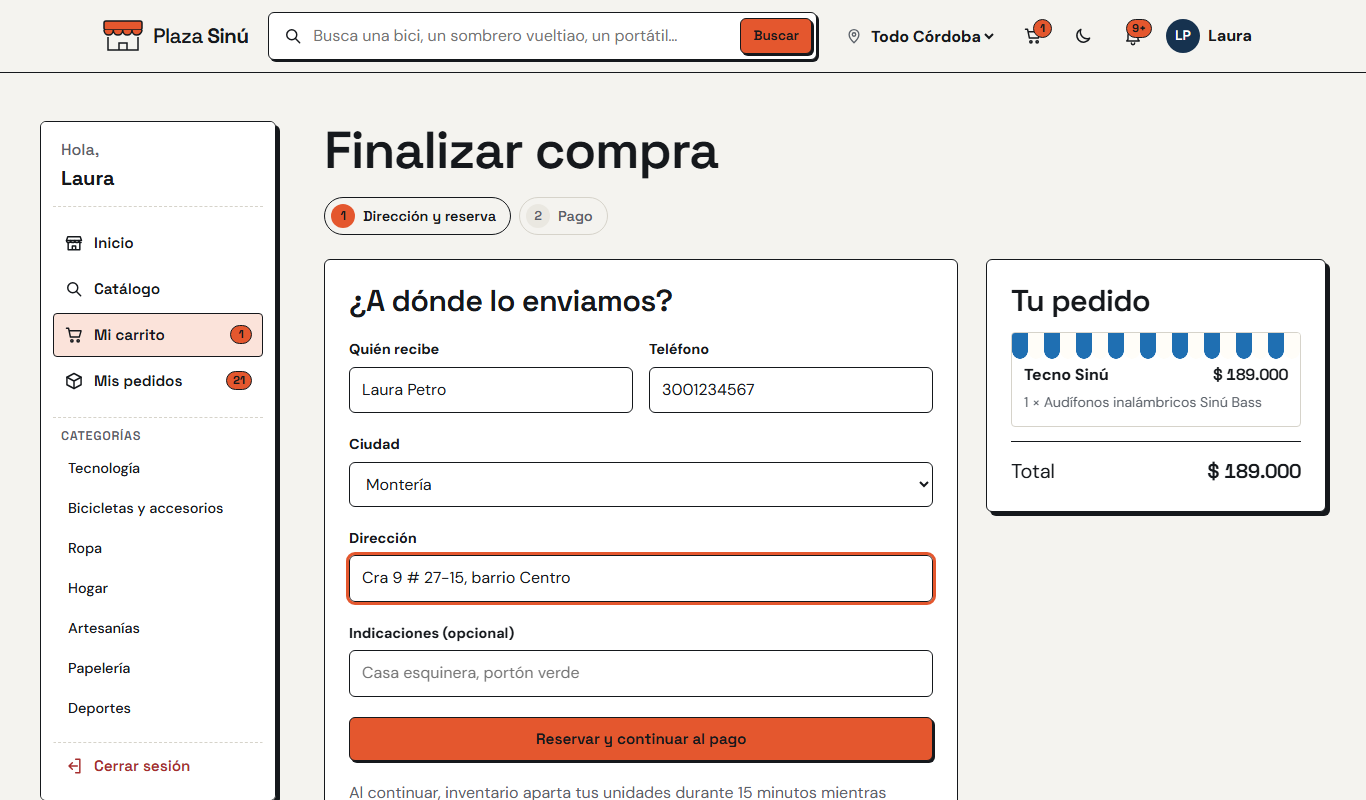 Plaza Sinú
Busca una bici, un sombrero vueltiao, un portátil...
Buscar
Todo Córdoba
1
9+
LP
Laura
Hola,
Laura
Inicio
Catálogo
Mi carrito
1
Mis pedidos
21
CATEGORÍAS
Tecnología
Bicicletas y accesorios
Ropa
Hogar
Artesanías
Papelería
Deportes
Cerrar sesión
Finalizar compra
1 Dirección y reserva
2 Pago
¿A dónde lo enviamos?
Quién recibe
Laura Petro
Teléfono
3001234567
Ciudad
Montería
Dirección
Cra 9 # 27-15, barrio Centro
Indicaciones (opcional)
Casa esquinera, portón verde
Reservar y continuar al pago
Al continuar, inventario aparta tus unidades durante 15 minutos mientras
Tu pedido
Tecno Sinú $ 189.000
1 × Audífonos inalámbricos Sinú Bass
Total $ 189.000